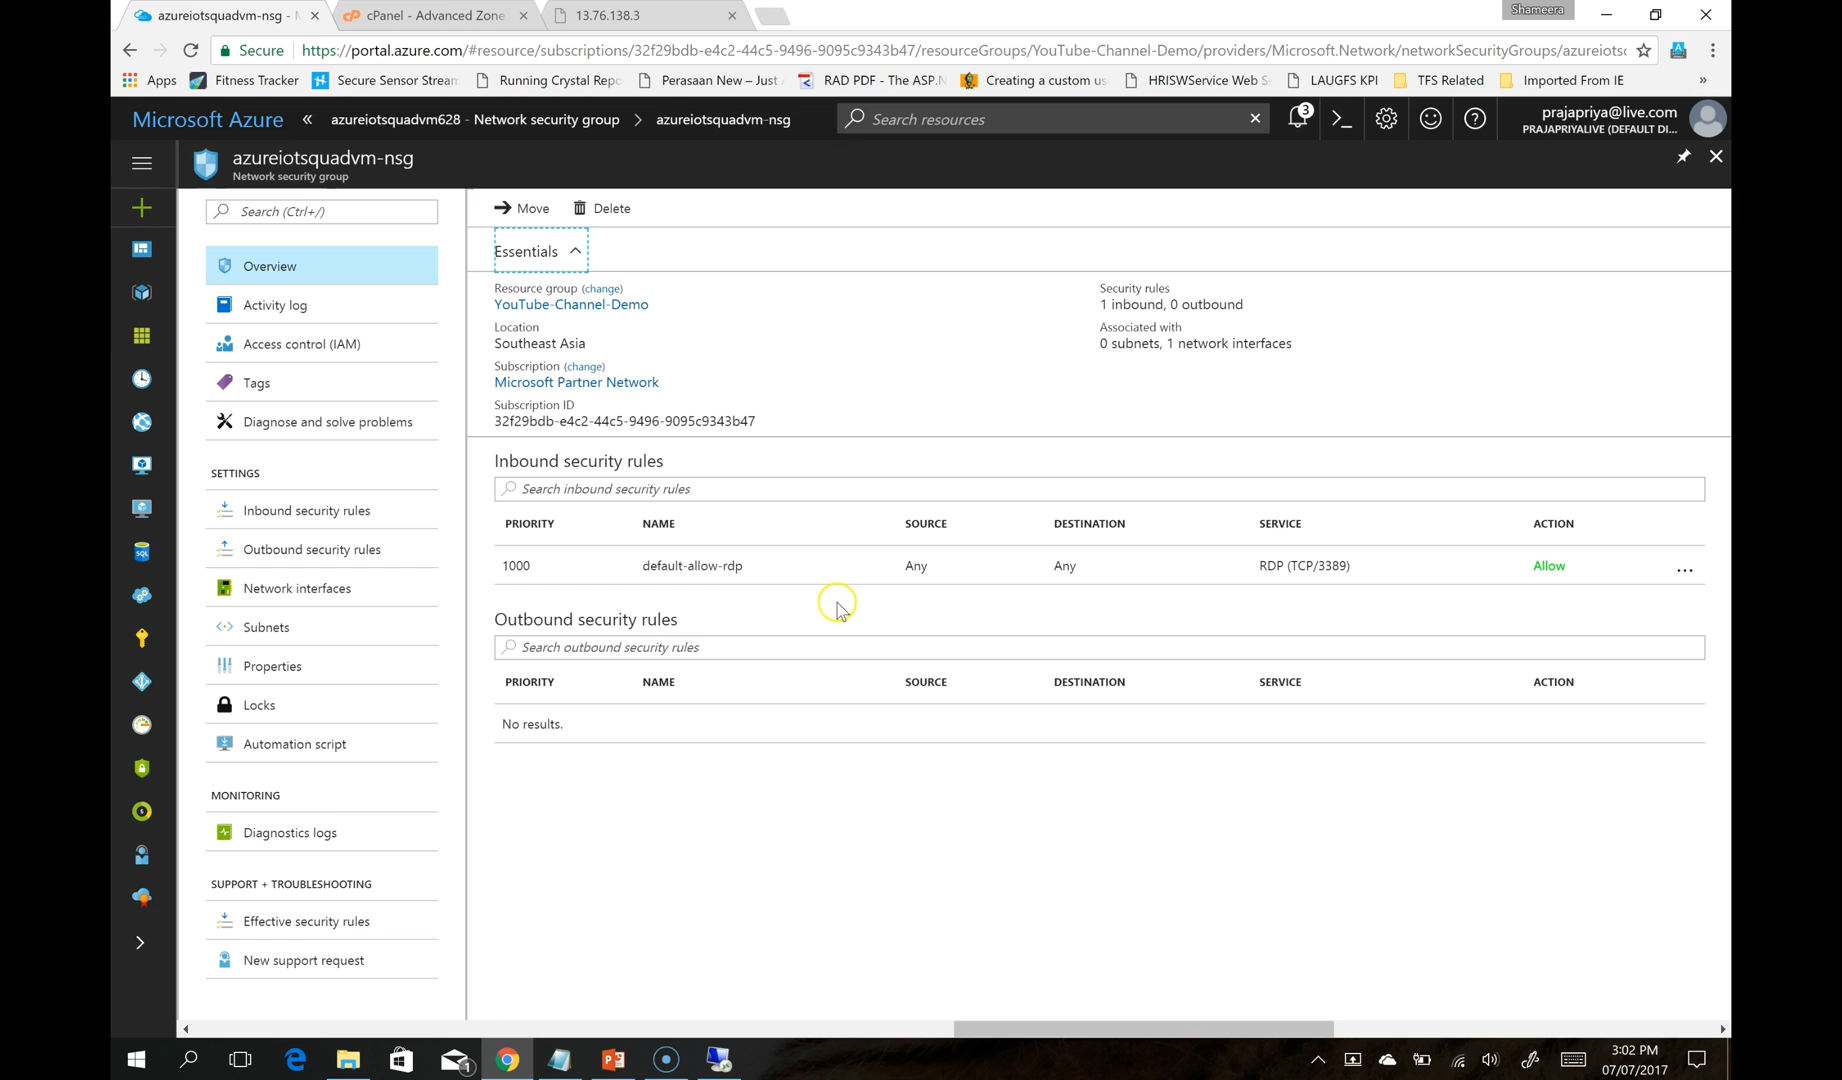 Shameera
azureiotsquadvm-nsg -
cPanel - Advanced Zone
13.76.138.3
Secure
https://portal.azure.com/#resource/subscriptions/32f29bdb-e4c2-44c5-9496-9095c9343b47/resourceGroups/YouTube-Channel-Demo/providers/Microsoft.Network/networkSecurityGroups/azureiots
Apps
Fitness Tracker
Secure Sensor Stream
Running Crystal Repo
Perasaan New – Just
RAD PDF - The ASP.N
Creating a custom us
HRISWService Web S
LAUGFS KPI
TFS Related
Imported From IE
»
Microsoft Azure
«
azureiotsquadvm628 - Network security group
>
azureiotsquadvm-nsg
Search resources
3
prajapriya@live.com
PRAJAPRIYALIVE (DEFAULT DI...
azureiotsquadvm-nsg
Network security group
Search (Ctrl+/)
Overview
Activity log
Access control (IAM)
Tags
Diagnose and solve problems
SETTINGS
Inbound security rules
Outbound security rules
Network interfaces
Subnets
Properties
Locks
Automation script
MONITORING
Diagnostics logs
SUPPORT + TROUBLESHOOTING
Effective security rules
New support request
SQL
Move
Delete
Essentials
Resource group (change)
YouTube-Channel-Demo
Location
Southeast Asia
Subscription (change)
Microsoft Partner Network
Subscription ID
32f29bdb-e4c2-44c5-9496-9095c9343b47
Security rules
1 inbound, 0 outbound
Associated with
0 subnets, 1 network interfaces
Inbound security rules
Search inbound security rules
PRIORITY NAME SOURCE DESTINATION SERVICE ACTION
1000 default-allow-rdp Any Any RDP (TCP/3389) Allow ...
Outbound security rules
Search outbound security rules
PRIORITY NAME SOURCE DESTINATION SERVICE ACTION
No results.
1
3:02 PM
07/07/2017